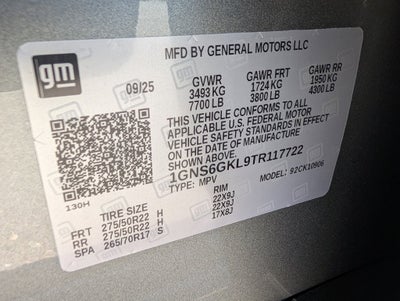 gm
MFD BY GENERAL MOTORS LLC
09/25
GVWR GAWR FRT GAWR RR
3493 KG 1724 KG 1950 KG
7700 LB 3800 LB 4300 LB
THIS VEHICLE CONFORMS TO ALL
APPLICABLE U.S. FEDERAL MOTOR
VEHICLE SAFETY STANDARDS IN EFFECT
ON THE DATE OF MANUFACTURE
SHOWN ABOVE.
1GNS6GKL9TR117722
TYPE: MPV MODEL: 92CK10906
130H
TIRE SIZE RIM
FRT 275/50R22 H 22X9J
RR 275/50R22 H 22X9J
SPA 265/70R17 S 17X8J